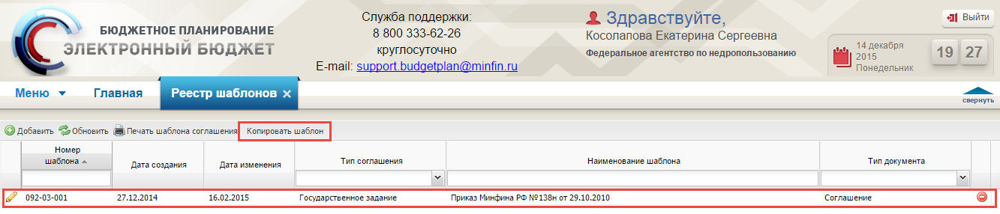 БЮДЖЕТНОЕ ПЛАНИРОВАНИЕ
ЭЛЕКТРОННЫЙ БЮДЖЕТ
Служба поддержки:
8 800 333-62-26
круглосуточно
E-mail: support.budgetplan@minfin.ru
Здравствуйте,
Косолапова Екатерина Сергеевна
Федеральное агентство по недропользованию
Выйти
14 декабря
2015
Понедельник
19 27
Меню Главная Реестр шаблонов
свернуть
Добавить Обновить Печать шаблона соглашения Копировать шаблон
Номер
шаблона Дата создания Дата изменения Тип соглашения Наименование шаблона Тип документа
092-03-001 27.12.2014 16.02.2015 Государственное задание Приказ Минфина РФ №138н от 29.10.2010 Соглашение